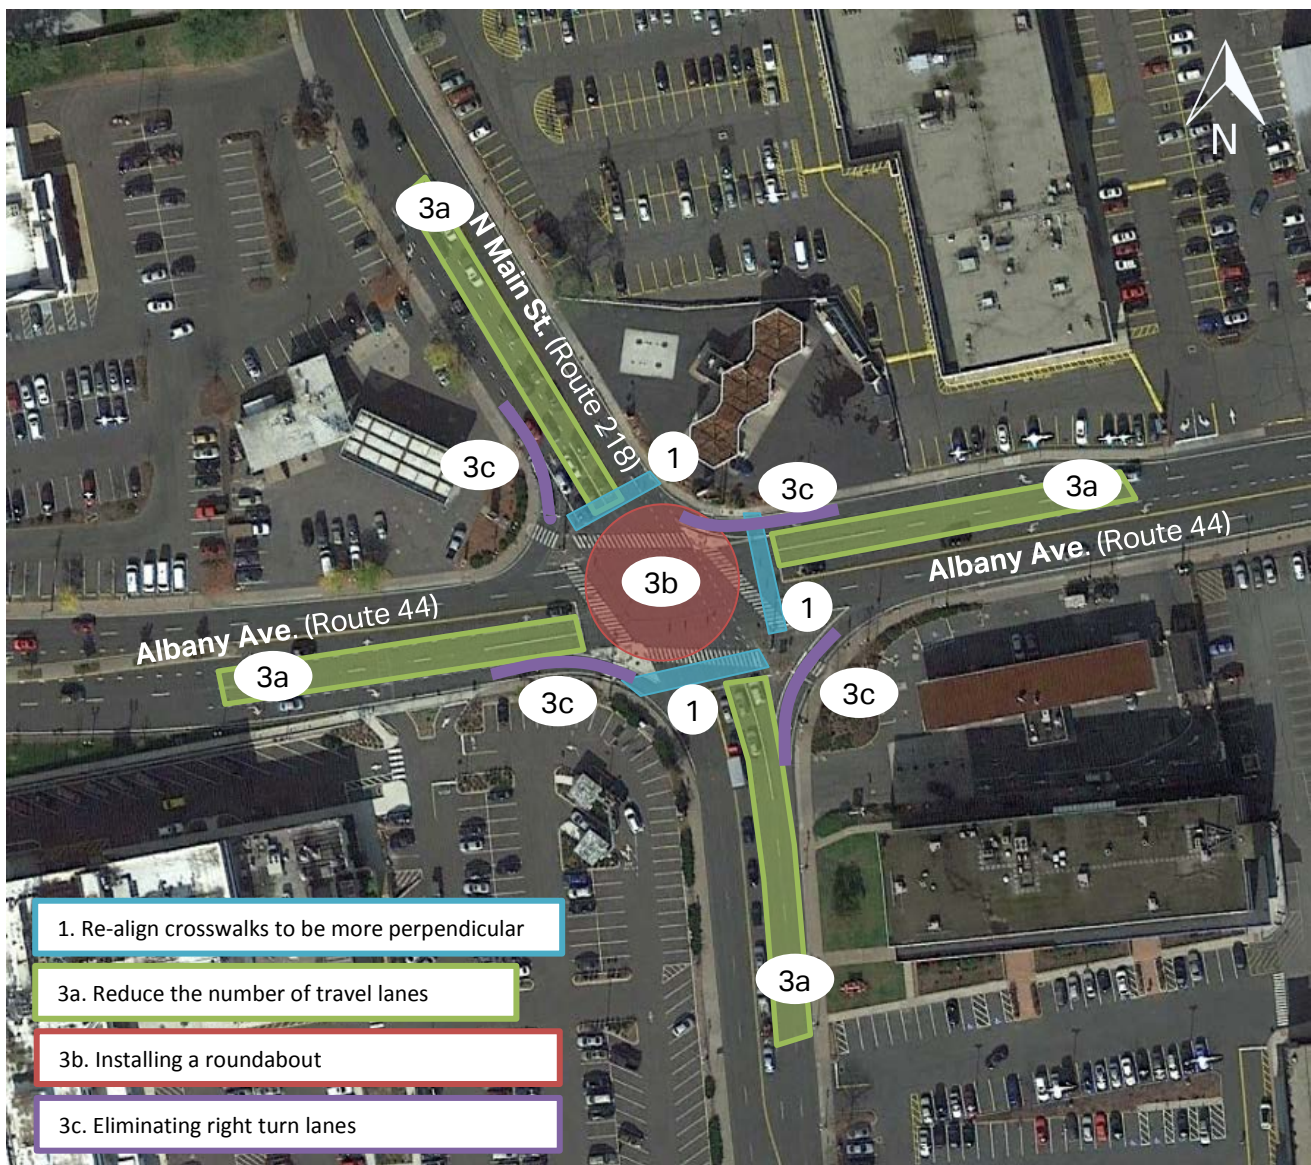 N
3a
N Main St. (Route 218)
3c
1
3c
3a
Albany Ave. (Route 44)
3b
1
Albany Ave. (Route 44)
3a
3c
1
3c
3a
1. Re-align crosswalks to be more perpendicular
3a. Reduce the number of travel lanes
3b. Installing a roundabout
3c. Eliminating right turn lanes